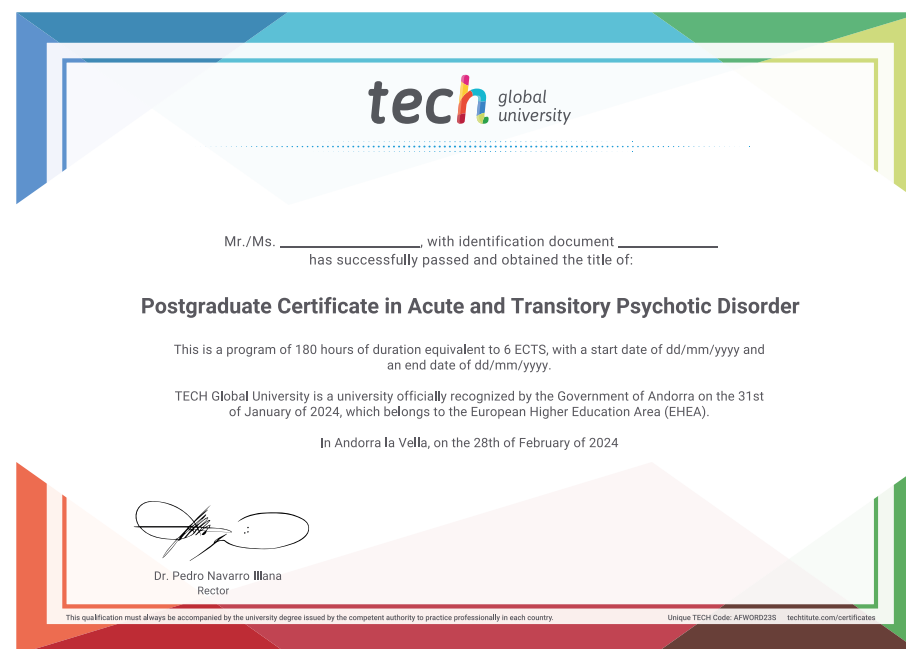 tech global university
Mr./Ms. ____________, with identification document ____________
has successfully passed and obtained the title of:
Postgraduate Certificate in Acute and Transitory Psychotic Disorder
This is a program of 180 hours of duration equivalent to 6 ECTS, with a start date of dd/mm/yyyy and
an end date of dd/mm/yyyy.
TECH Global University is a university officially recognized by the Government of Andorra on the 31st
of January of 2024, which belongs to the European Higher Education Area (EHEA).
In Andorra la Vella, on the 28th of February of 2024
Dr. Pedro Navarro Illana
Rector
This qualification must always be accompanied by the university degree issued by the competent authority to practice professionally in each country.
Unique TECH Code: AFWORD23S techtitute.com/certificates